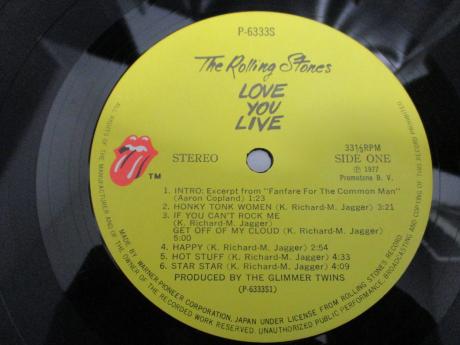 P-6333S
The Rolling Stones
LOVE
YOU
LIVE
TM
STEREO
33⅓RPM
SIDE ONE
Ⓟ 1977
Promotone B. V.
1. INTRO: Excerpt from "Fanfare For The Common Man"
(Aaron Copland) 1:23
2. HONKY TONK WOMEN (K. Richard-M. Jagger) 3:21
3. IF YOU CAN'T ROCK ME
(K. Richard-M. Jagger)
GET OFF OF MY CLOUD (K. Richard-M. Jagger)
5:00
4. HAPPY (K. Richard-M. Jagger) 2:54
5. HOT STUFF (K. Richard-M. Jagger) 4:33
6. STAR STAR (K. Richard-M. Jagger) 4:09
PRODUCED BY THE GLIMMER TWINS
(P-6333S1)
MADE BY WARNER-PIONEER CORPORATION, JAPAN UNDER LICENSE FROM ROLLING STONES RECORD
ALL RIGHTS OF THE MANUFACTURER AND OF THE OWNER OF THE RECORDED WORK RESERVED. UNAUTHORIZED PUBLIC PERFORMANCE, BROADCASTING AND COPYING OF THIS RECORD PROHIBITED